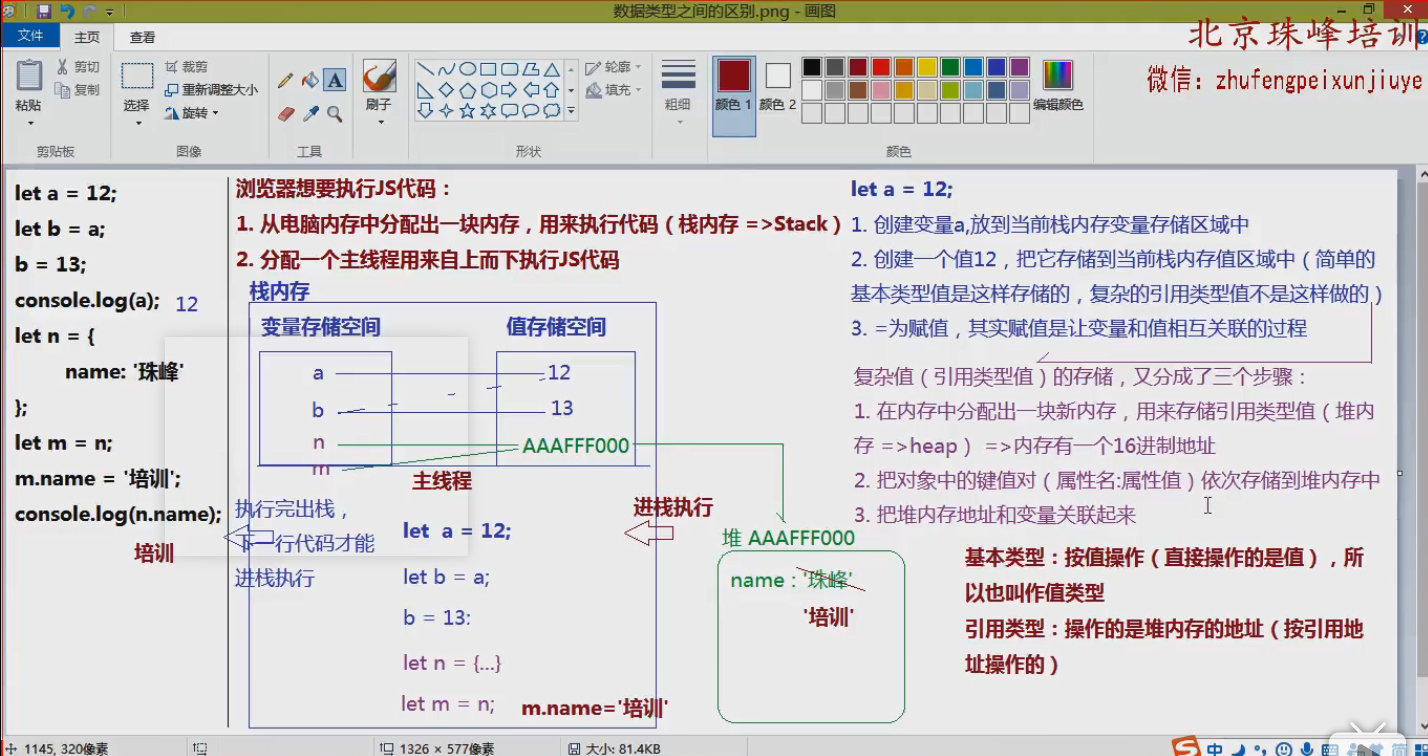 数据类型之间的区别.png - 画图
北京珠峰培训
微信：zhufengpeixunjiuye
文件
主页
查看
粘贴
剪切
复制
剪贴板
选择
裁剪
重新调整大小
旋转
图像
工具
刷子
形状
轮廓
填充
粗细
颜色 1
颜色 2
编辑颜色
颜色
let a = 12;
let b = a;
b = 13;
console.log(a);
12
let n = {
name: '珠峰'
};
let m = n;
m.name = '培训';
console.log(n.name);
培训
浏览器想要执行JS代码：
1. 从电脑内存中分配出一块内存，用来执行代码（栈内存 =>Stack）
2. 分配一个主线程用来自上而下执行JS代码
栈内存
变量存储空间
值存储空间
a
12
b
13
n
AAAFFF000
m
主线程
执行完出栈，
下一行代码才能
进栈执行
进栈执行
let a = 12;
let b = a;
b = 13:
let n = {...}
let m = n;
m.name='培训'
堆 AAAFFF000
name：'珠峰'
'培训'
let a = 12;
1. 创建变量a,放到当前栈内存变量存储区域中
2. 创建一个值12，把它存储到当前栈内存值区域中（简单的
基本类型值是这样存储的，复杂的引用类型值不是这样做的）
3. =为赋值，其实赋值是让变量和值相互关联的过程
复杂值（引用类型值）的存储，又分成了三个步骤：
1. 在内存中分配出一块新内存，用来存储引用类型值（堆内
存 =>heap） =>内存有一个16进制地址
2. 把对象中的键值对（属性名:属性值）依次存储到堆内存中
3. 把堆内存地址和变量关联起来
基本类型：按值操作（直接操作的是值），所
以也叫作值类型
引用类型：操作的是堆内存的地址（按引用地
址操作的）
1145, 320像素
1326 × 577像素
大小: 81.4KB
中
简